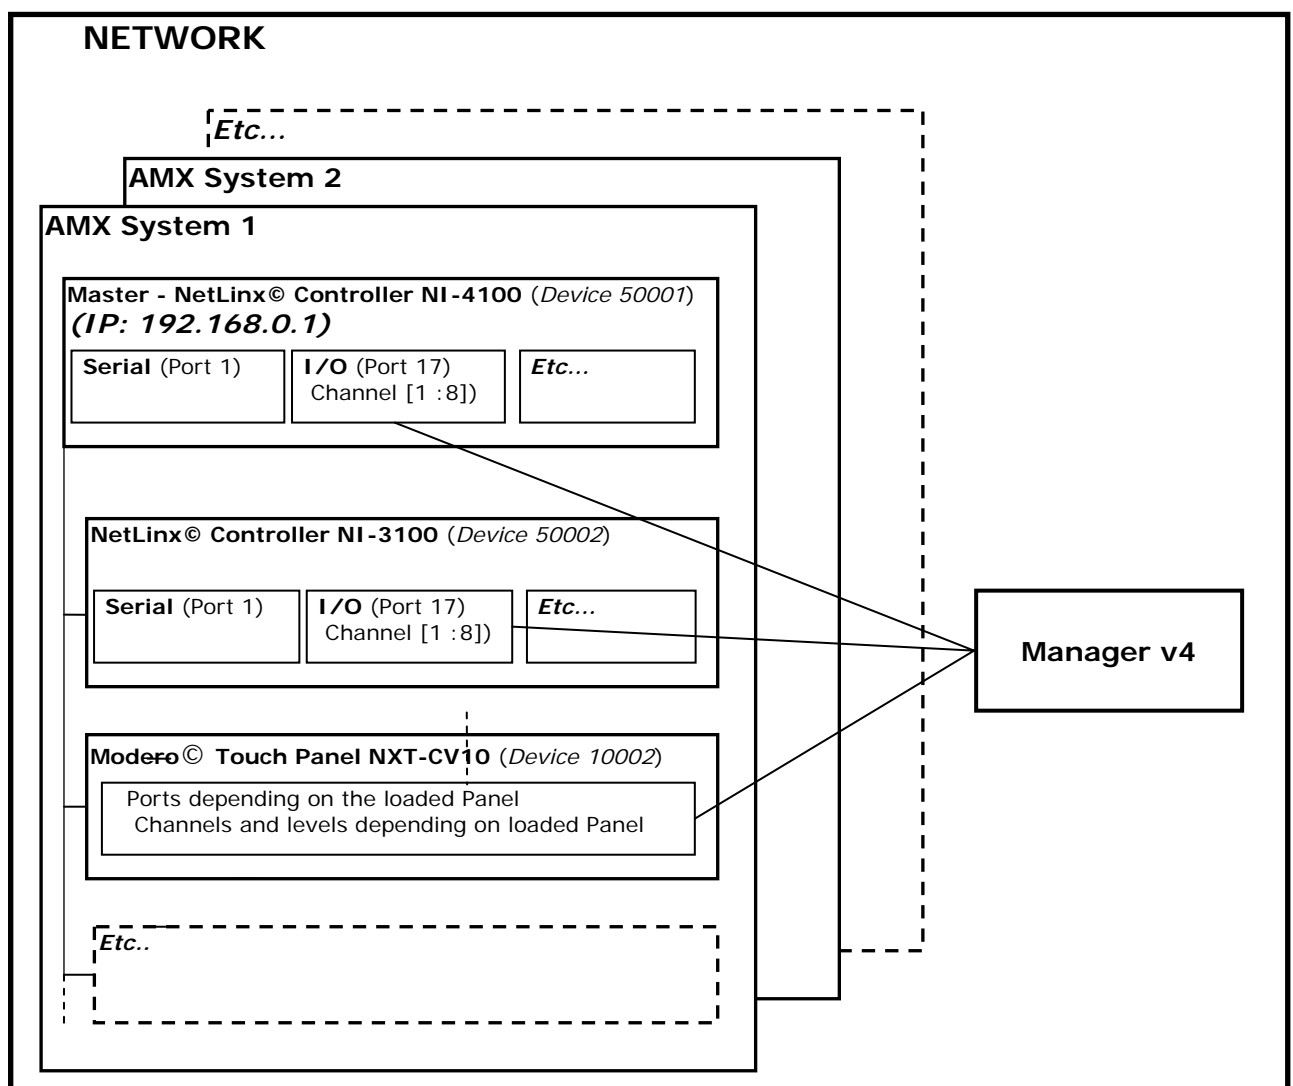 NETWORK
Etc...
AMX System 2
AMX System 1
Master - NetLinx© Controller NI-4100 (Device 50001)
(IP: 192.168.0.1)
Serial (Port 1)
I/O (Port 17)
Channel [1 :8])
Etc...
NetLinx© Controller NI-3100 (Device 50002)
Serial (Port 1)
I/O (Port 17)
Channel [1 :8])
Etc...
Manager v4
Modero© Touch Panel NXT-CV10 (Device 10002)
Ports depending on the loaded Panel
Channels and levels depending on loaded Panel
Etc..